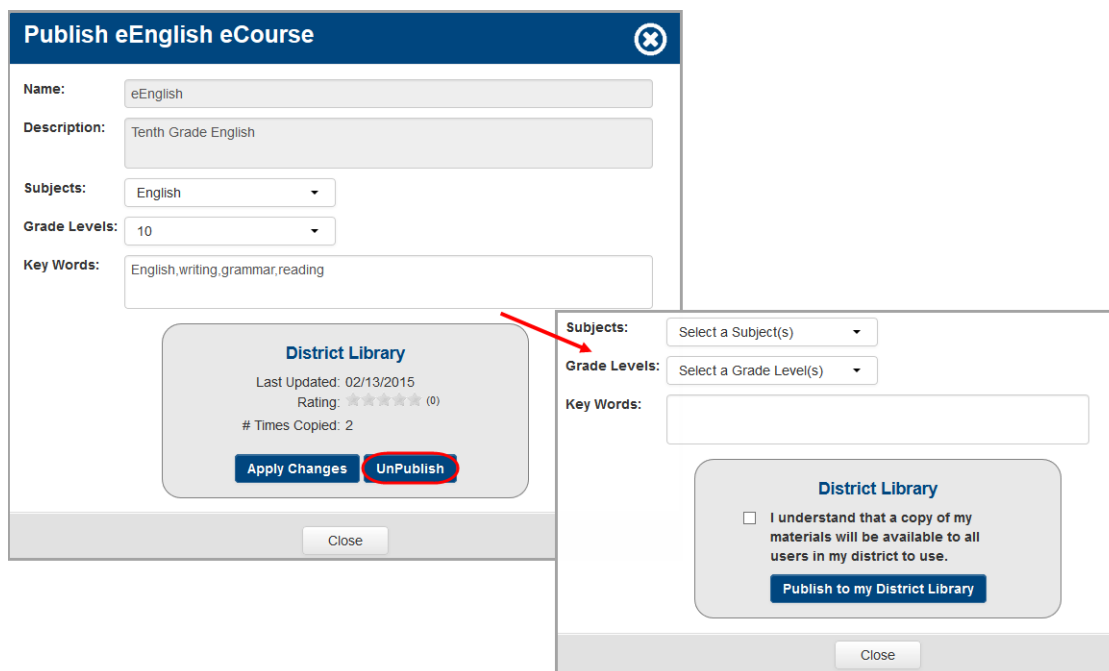 Publish eEnglish eCourse
Name: eEnglish
Description: Tenth Grade English
Subjects: English
Grade Levels: 10
Key Words: English,writing,grammar,reading
District Library
Last Updated: 02/13/2015
Rating: (0)
# Times Copied: 2
Apply Changes UnPublish
Close
Subjects: Select a Subject(s)
Grade Levels: Select a Grade Level(s)
Key Words:
District Library
I understand that a copy of my
materials will be available to all
users in my district to use.
Publish to my District Library
Close